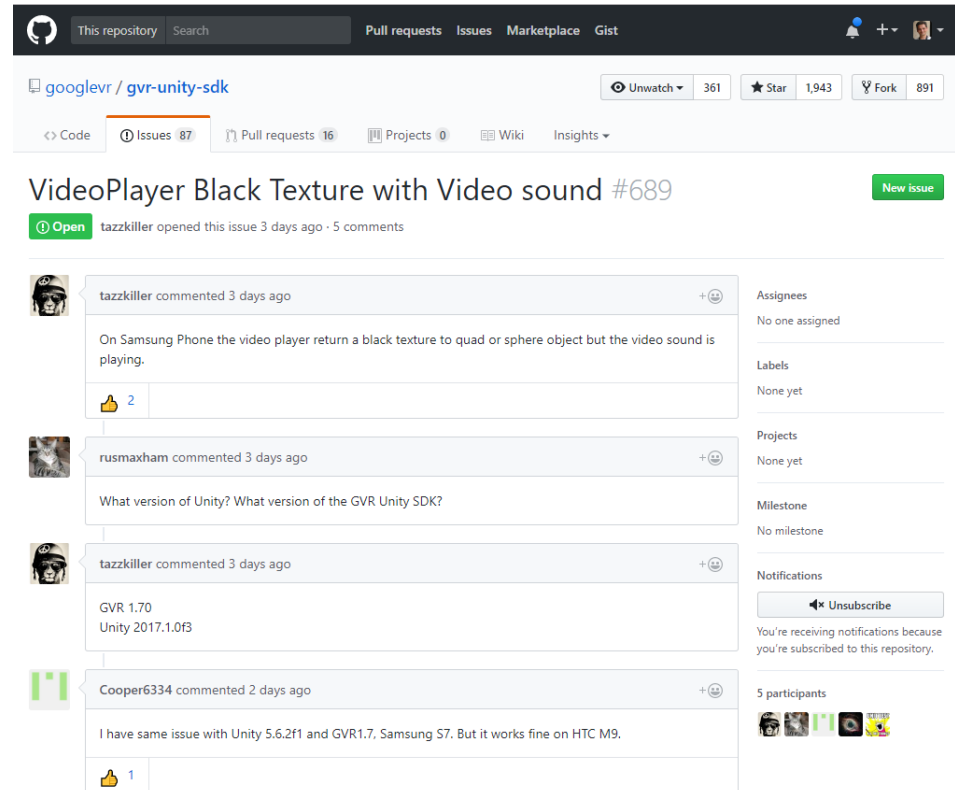 This repository Search Pull requests Issues Marketplace Gist
googlevr / gvr-unity-sdk Unwatch 361 Star 1,943 Fork 891
Code Issues 87 Pull requests 16 Projects 0 Wiki Insights
VideoPlayer Black Texture with Video sound #689 New issue
Open tazzkiller opened this issue 3 days ago · 5 comments
tazzkiller commented 3 days ago
On Samsung Phone the video player return a black texture to quad or sphere object but the video sound is
playing.
2
rusmaxham commented 3 days ago
What version of Unity? What version of the GVR Unity SDK?
tazzkiller commented 3 days ago
GVR 1.70
Unity 2017.1.0f3
Cooper6334 commented 2 days ago
I have same issue with Unity 5.6.2f1 and GVR1.7, Samsung S7. But it works fine on HTC M9.
1
Assignees
No one assigned
Labels
None yet
Projects
None yet
Milestone
No milestone
Notifications
Unsubscribe
You're receiving notifications because
you're subscribed to this repository.
5 participants